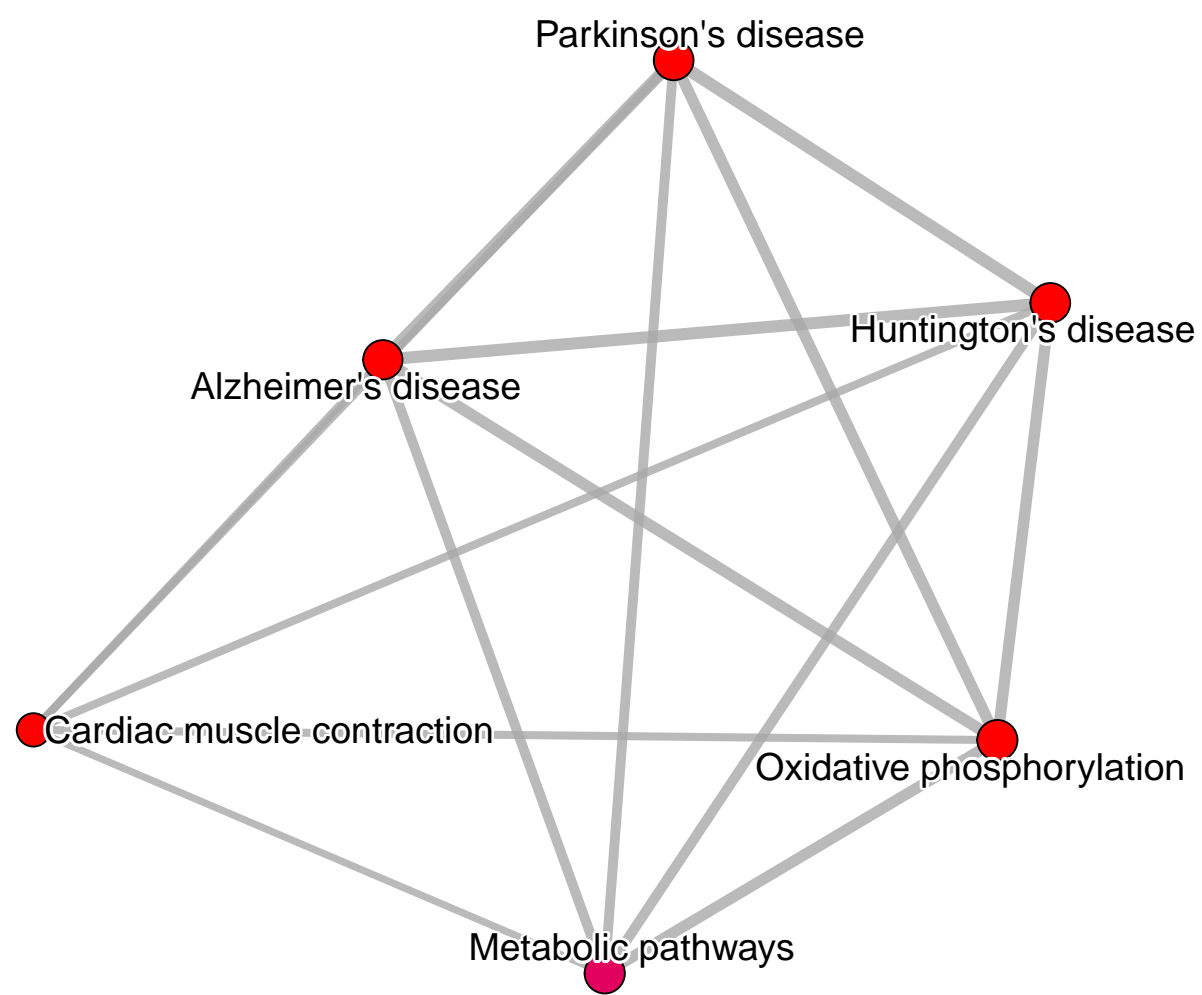 Parkinson's disease
Huntington's disease
Alzheimer's disease
Cardiac muscle contraction
Oxidative phosphorylation
Metabolic pathways